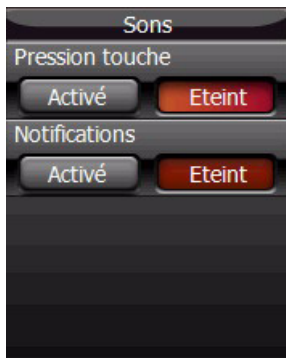 Sons
Pression touche
Activé Eteint
Notifications
Activé Eteint